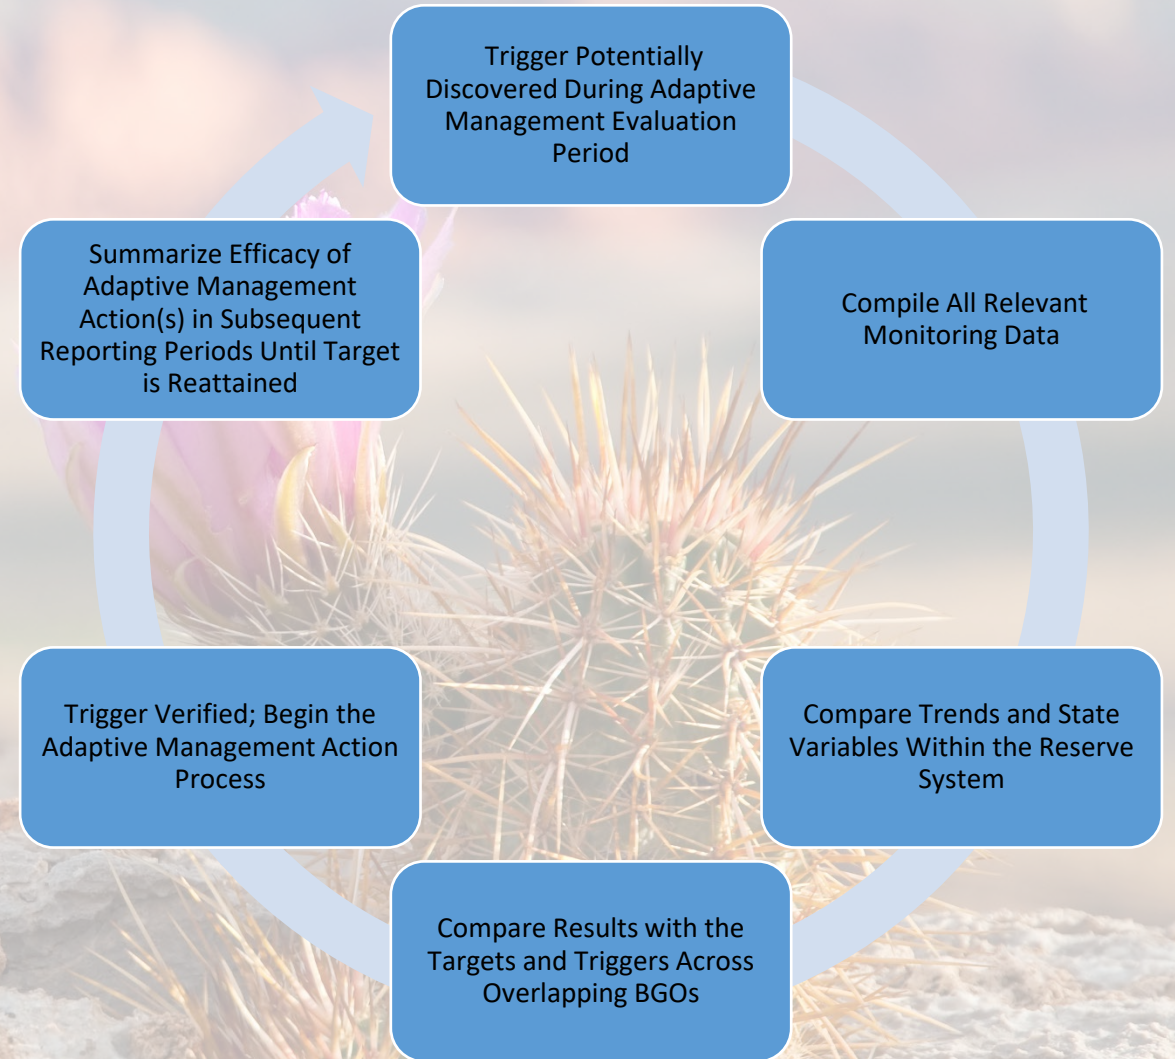 Trigger Potentially
Discovered During Adaptive
Management Evaluation
Period
Compile All Relevant
Monitoring Data
Compare Trends and State
Variables Within the Reserve
System
Compare Results with the
Targets and Triggers Across
Overlapping BGOs
Trigger Verified; Begin the
Adaptive Management Action
Process
Summarize Efficacy of
Adaptive Management
Action(s) in Subsequent
Reporting Periods Until Target
is Reattained